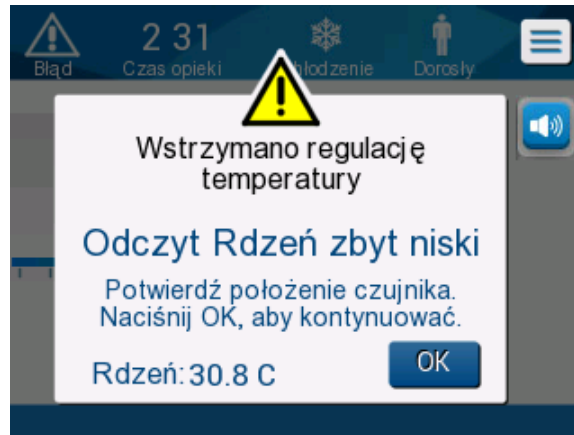 2 31
Błąd Czas opieki hłodzenie Dorosły
Wstrzymano regulację
temperatury
Odczyt Rdzeń zbyt niski
Potwierdź położenie czujnika.
Naciśnij OK, aby kontynuować.
Rdzeń: 30.8 C OK